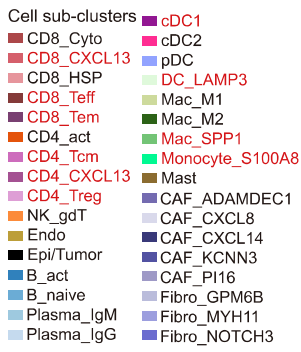 Cell sub-clusters
CD8_Cyto
CD8_CXCL13
CD8_HSP
CD8_Teff
CD8_Tem
CD4_act
CD4_Tcm
CD4_CXCL13
CD4_Treg
NK_gdT
Endo
Epi/Tumor
B_act
B_naive
Plasma_IgM
Plasma_IgG
cDC1
cDC2
pDC
DC_LAMP3
Mac_M1
Mac_M2
Mac_SPP1
Monocyte_S100A8
Mast
CAF_ADAMDEC1
CAF_CXCL8
CAF_CXCL14
CAF_KCNN3
CAF_PI16
Fibro_GPM6B
Fibro_MYH11
Fibro_NOTCH3